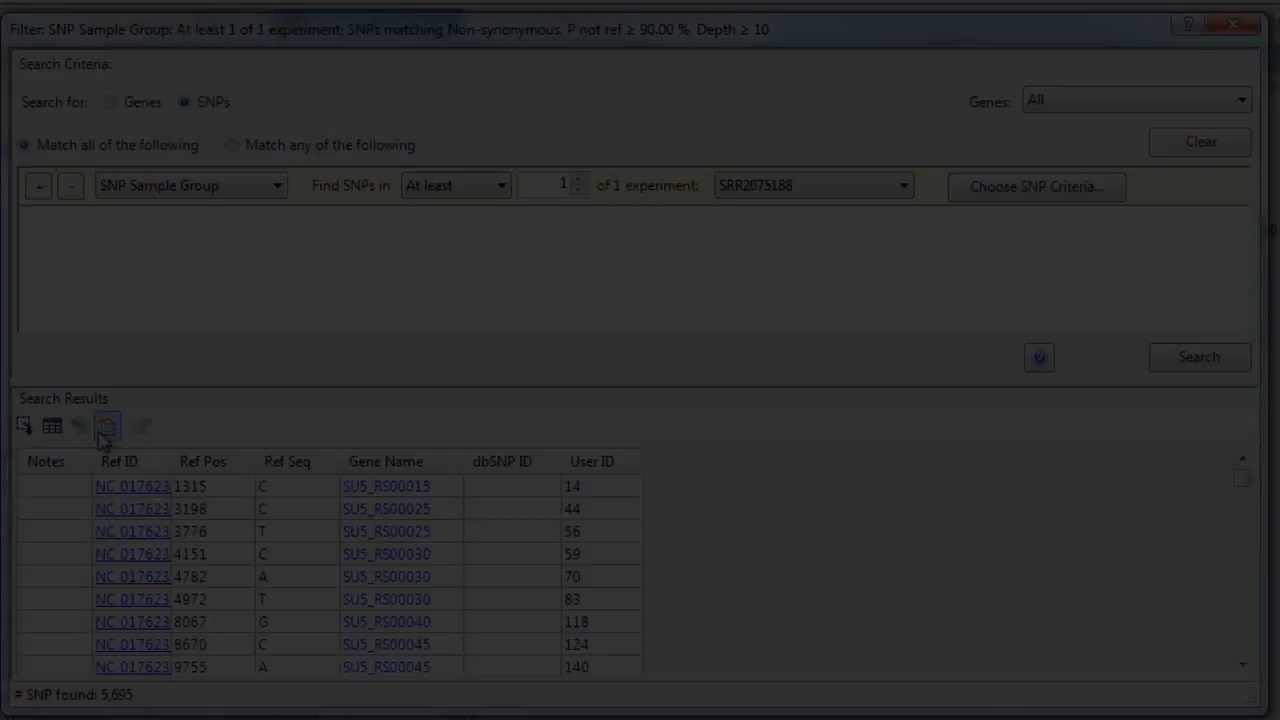 Filter: SNP Sample Group: At least 1 of 1 experiment; SNPs matching Non-synonymous, P not ref ≥ 90.00 %, Depth ≥ 10
Search Criteria:
Search for: Genes SNPs Genes: All
Match all of the following Match any of the following Clear
+ - SNP Sample Group Find SNPs in At least 1 of 1 experiment: SRR2075188 Choose SNP Criteria...
Search
Search Results
Notes Ref ID Ref Pos Ref Seq Gene Name dbSNP ID User ID
NC_017623 1315 C SU5_RS00015 14
NC_017623 3198 C SU5_RS00025 44
NC_017623 3776 T SU5_RS00025 56
NC_017623 4151 C SU5_RS00030 59
NC_017623 4782 A SU5_RS00030 70
NC_017623 4972 T SU5_RS00030 83
NC_017623 8067 G SU5_RS00040 118
NC_017623 8670 C SU5_RS00045 124
NC_017623 9755 A SU5_RS00045 140
# SNP found: 5,695